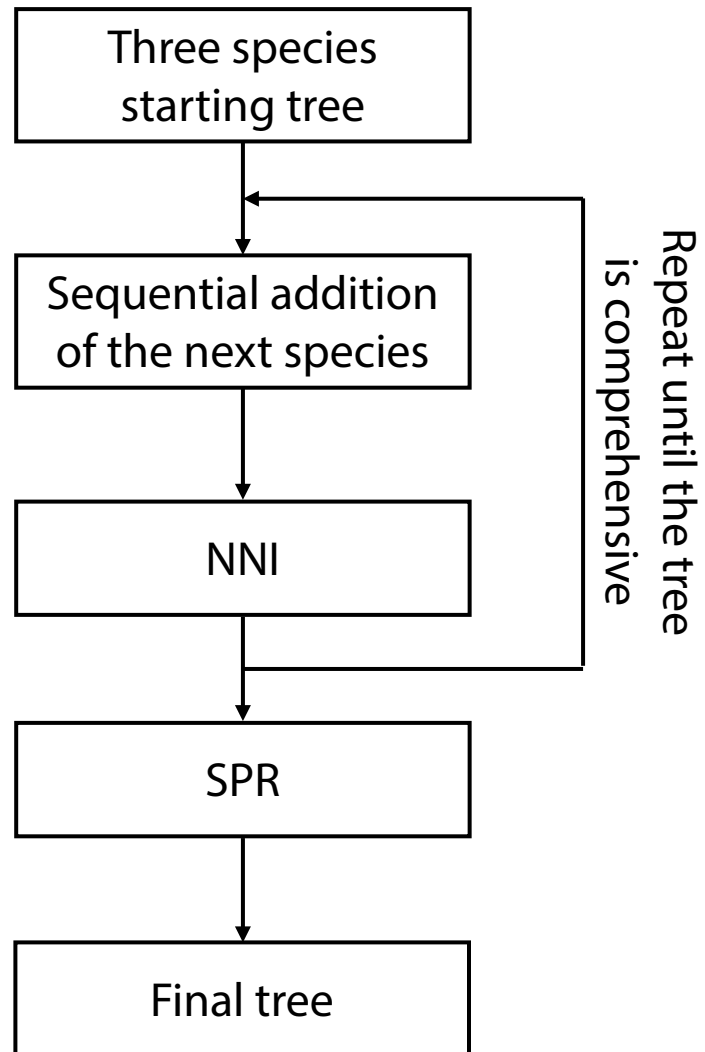 Three species
starting tree
Sequential addition
of the next species
Repeat until the tree
is comprehensive
NNI
SPR
Final tree